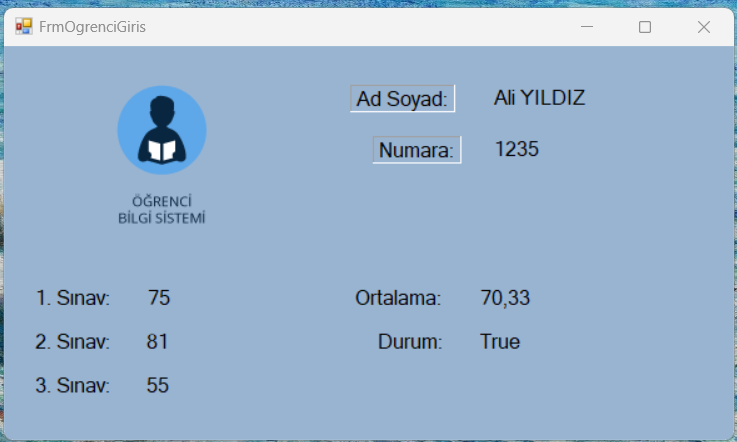 FrmOgrenciGiris
Ad Soyad: Ali YILDIZ
Numara: 1235
ÖĞRENCİ
BİLGİ SİSTEMİ
1. Sınav: 75
Ortalama: 70,33
2. Sınav: 81
Durum: True
3. Sınav: 55